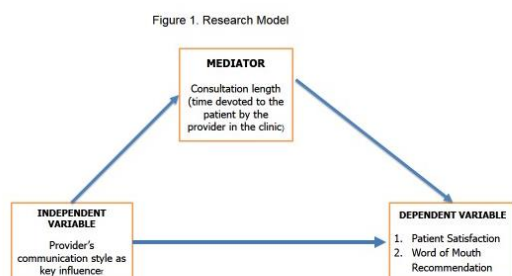 Figure 1. Research Model
MEDIATOR
Consultation length
(time devoted to the
patient by the
provider in the clinic)
INDEPENDENT
VARIABLE
Provider's
communication style as
key influence
DEPENDENT VARIABLE
1. Patient Satisfaction
2. Word of Mouth
Recommendation